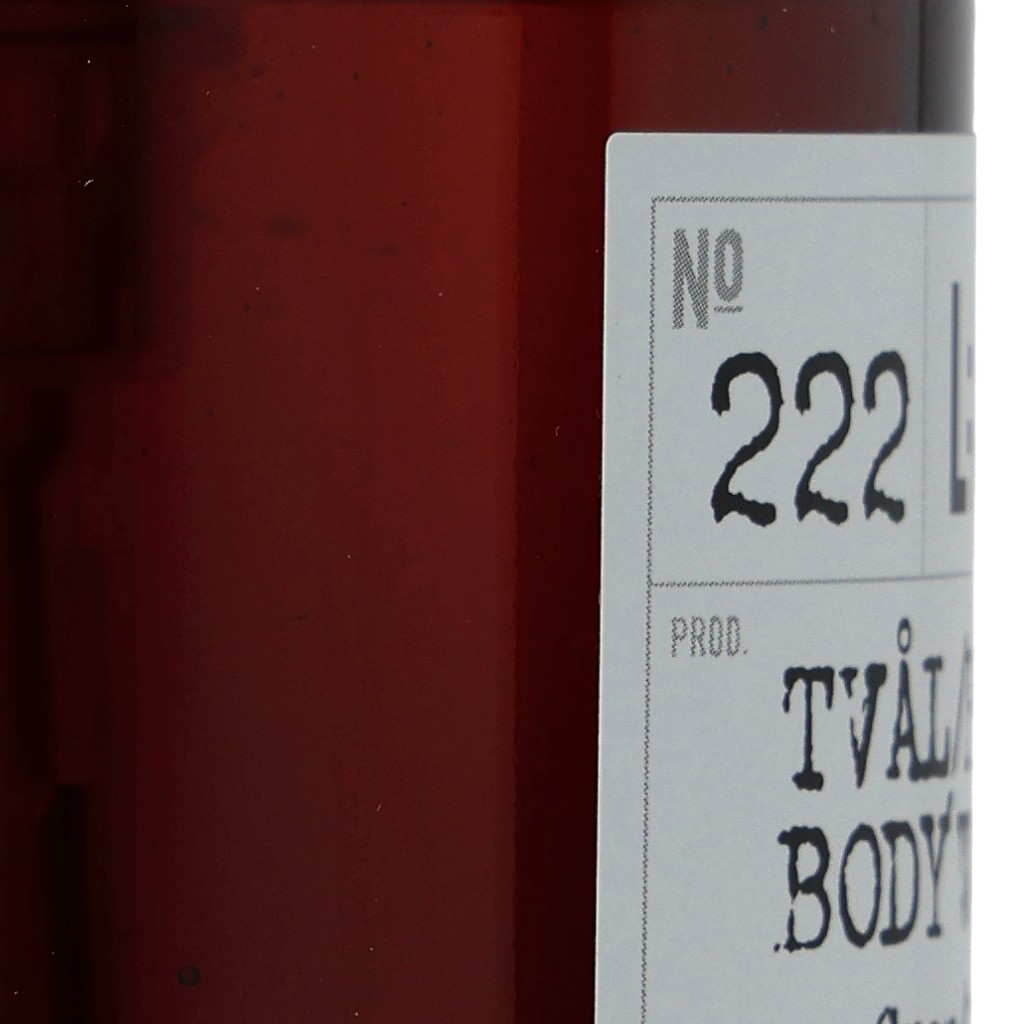 Nº
222
PROD.
TVÅL/
BODY